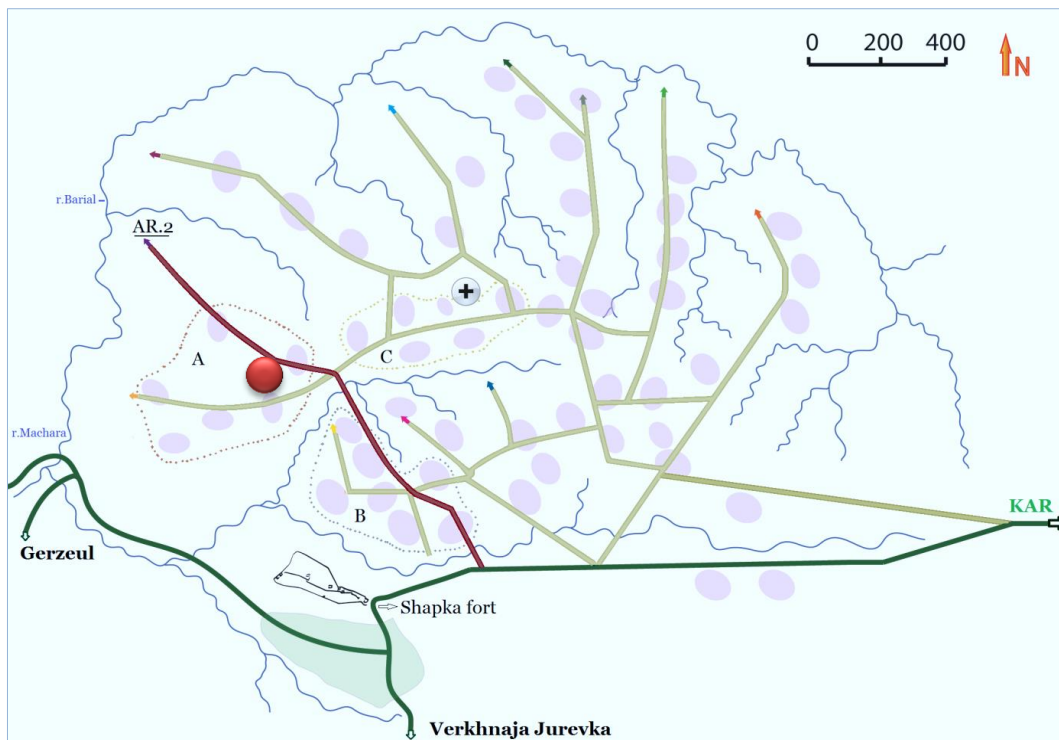 0 200 400
N
r.Barial
AR.2
A
C
r.Machara
B
KAR
Gerzeul
Shapka fort
Verkhnaja Jurevka